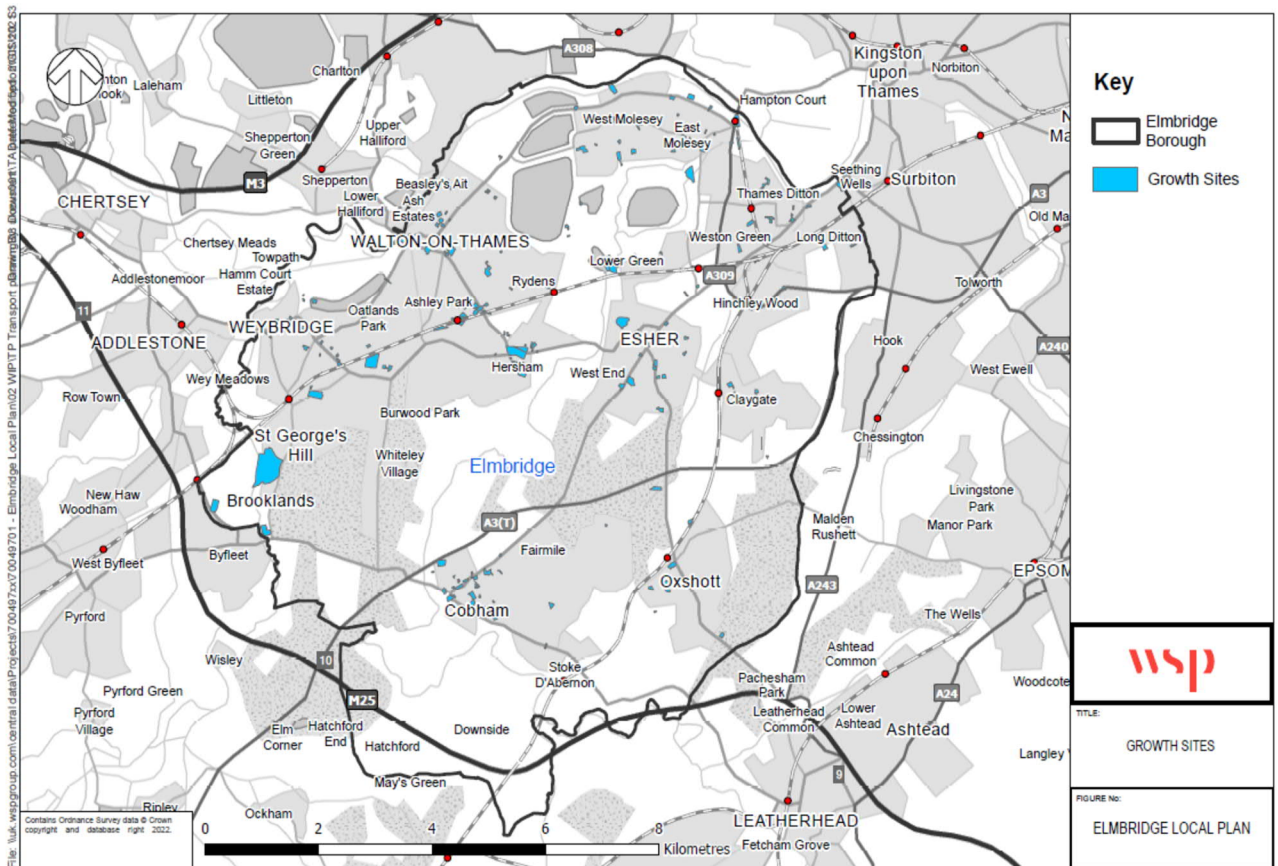 A308
Kingston
upon
Thames
Norbiton
Charlton
Laleham
Littleton
Hampton Court
West Molesey
East
Molesey
Upper
Halliford
Shepperton
Green
M3
Shepperton
Beasley's Ait
Ash
Estates
Lower
Halliford
Seething
Wells
Surbiton
Thames Ditton
A3
CHERTSEY
Old Ma
Chertsey Meads
Towpath
WALTON-ON-THAMES
Weston Green
Long Ditton
Lower Green
Addlestonemoor
Hamm Court
Estate
Rydens
A309
Tolworth
Hinchley Wood
11
Ashley Park
Oatlands
Park
WEYBRIDGE
ADDLESTONE
ESHER
Hook
A240
Hersham
West End
West Ewell
Wey Meadows
Row Town
Burwood Park
Claygate
St George's
Hill
Chessington
Whiteley
Village
Elmbridge
New Haw
Woodham
Brooklands
Livingstone
Park
Manor Park
A3(T)
Malden
Rushett
Byfleet
Fairmile
West Byfleet
EPSOM
Oxshott
A243
Cobham
Pyrford
The Wells
Wisley
10
Ashtead
Common
Stoke
D'Abernon
Pachesham
Park
Woodcote
Pyrford Green
M25
A24
Pyrford
Village
Leatherhead
Common
Lower
Ashtead
Ashtead
Elm
Corner
Hatchford
End
Downside
Hatchford
Langley
May's Green
9
Ripley
Ockham
LEATHERHEAD
Fetcham Grove
Contains Ordnance Survey data © Crown
copyright and database right 2022.
0 2 4 6 8 Kilometres
Key
Elmbridge
Borough
Growth Sites
wsp
TITLE:
GROWTH SITES
FIGURE No:
ELMBRIDGE LOCAL PLAN